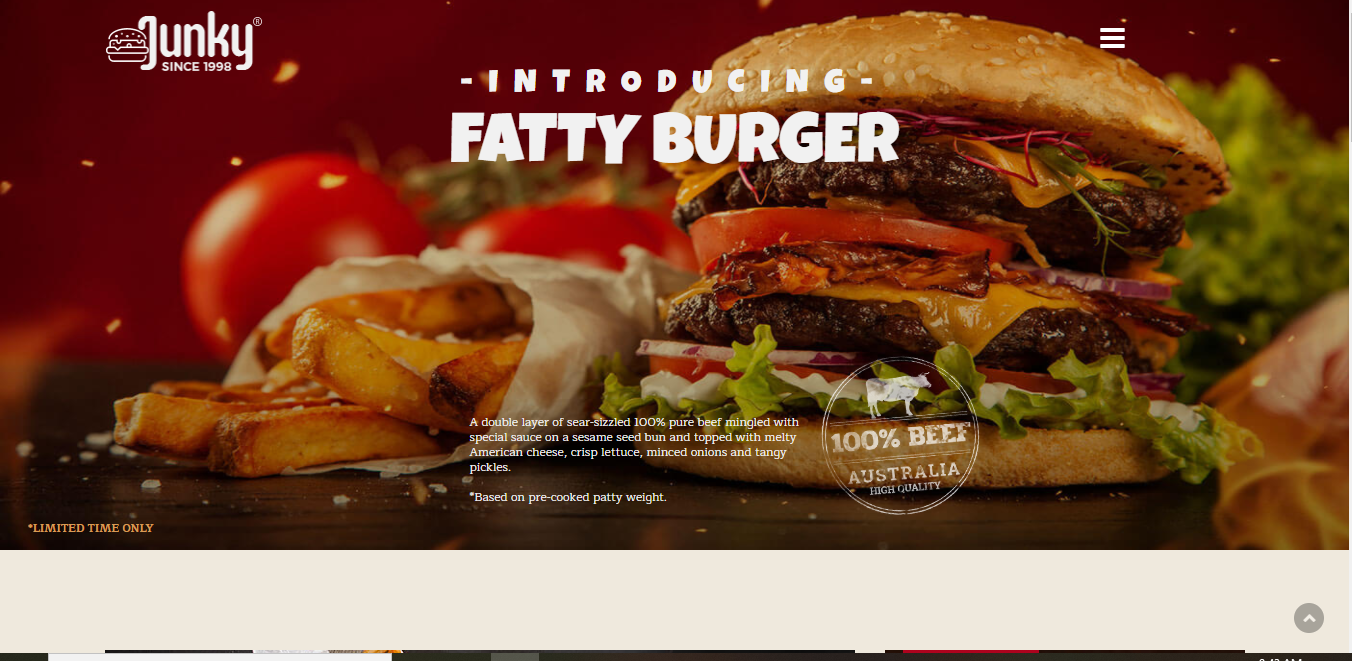 Junky®
SINCE 1998
-INTRODUCING-
FATTY BURGER
A double layer of sear-sizzled 100% pure beef mingled with
special sauce on a sesame seed bun and topped with melty
American cheese, crisp lettuce, minced onions and tangy
pickles.
*Based on pre-cooked patty weight.
100% BEEF
AUSTRALIA
HIGH QUALITY
*LIMITED TIME ONLY